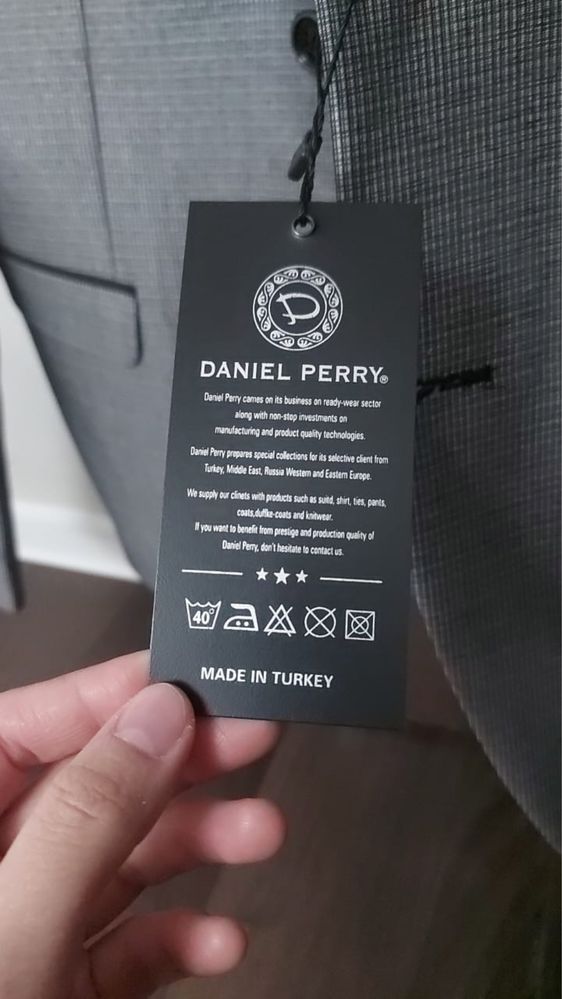 D
DANIEL PERRY®
Daniel Perry cames on its business on ready-wear sector
along with non-stop investments on
manufacturing and product quality technologies.
Daniel Perry prepares special collections for its selective client from
Turkey, Middle East, Russia Western and Eastern Europe.
We supply our clinets with products such as suitd, shirt, ties, pants,
coats,duffke-coats and knitwear.
If you want to benefit from prestige and production quality of
Daniel Perry, don't hesitate to contact us.
40°
MADE IN TURKEY